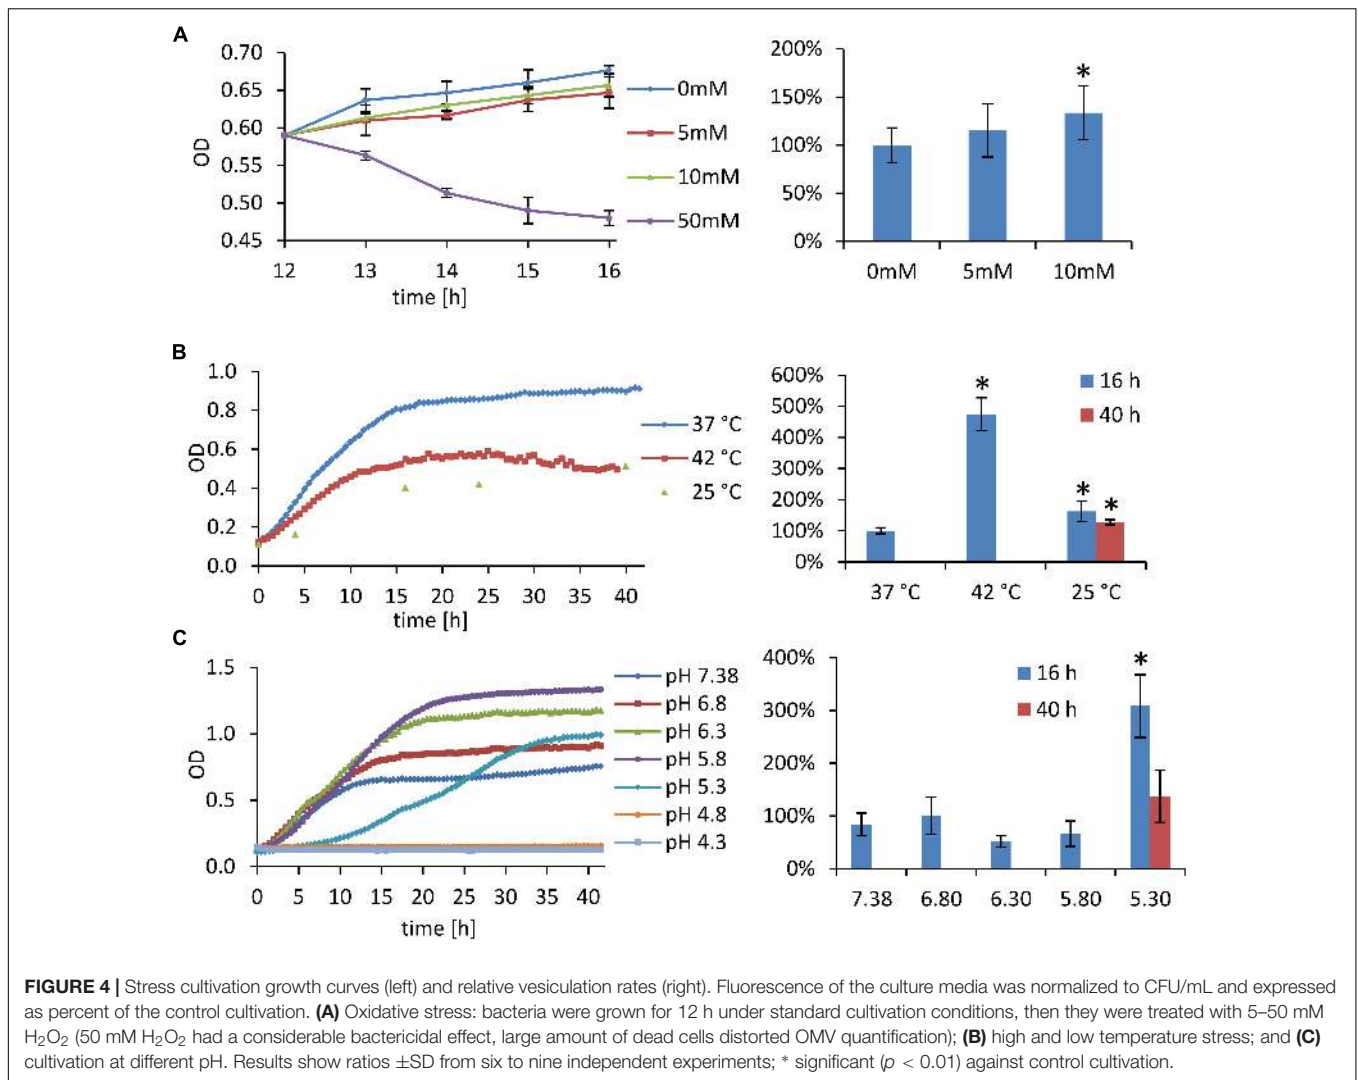 A
0.70
0.65
0.60
0.55
0.50
0.45
OD
12 13 14 15 16
time [h]
0mM
5mM
10mM
50mM
200%
150%
100%
50%
0%
*
0mM 5mM 10mM
B
1.0
0.8
0.6
0.4
0.2
0.0
OD
0 5 10 15 20 25 30 35 40
time [h]
37 °C
42 °C
25 °C
600%
500%
400%
300%
200%
100%
0%
*
* *
16 h
40 h
37 °C 42 °C 25 °C
C
1.5
1.0
0.5
0.0
OD
0 5 10 15 20 25 30 35 40
time [h]
pH 7.38
pH 6.8
pH 6.3
pH 5.8
pH 5.3
pH 4.8
pH 4.3
400%
300%
200%
100%
0%
*
16 h
40 h
7.38 6.80 6.30 5.80 5.30
FIGURE 4 | Stress cultivation growth curves (left) and relative vesiculation rates (right). Fluorescence of the culture media was normalized to CFU/mL and expressed
as percent of the control cultivation. (A) Oxidative stress: bacteria were grown for 12 h under standard cultivation conditions, then they were treated with 5–50 mM
H₂O₂ (50 mM H₂O₂ had a considerable bactericidal effect, large amount of dead cells distorted OMV quantification); (B) high and low temperature stress; and (C)
cultivation at different pH. Results show ratios ±SD from six to nine independent experiments; * significant (p < 0.01) against control cultivation.